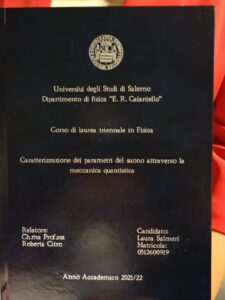 Università degli Studi di Salerno
Dipartimento di fisica "E. R. Caianiello"
Corso di laurea triennale in Fisica
Caratterizzazione dei parametri del suono attraverso la
meccanica quantistica
Relatore:
Ch.ma Prof.ssa
Roberta Citro
Candidato:
Laura Salmeri
Matricola:
0512600919
Anno Accademico 2021/22